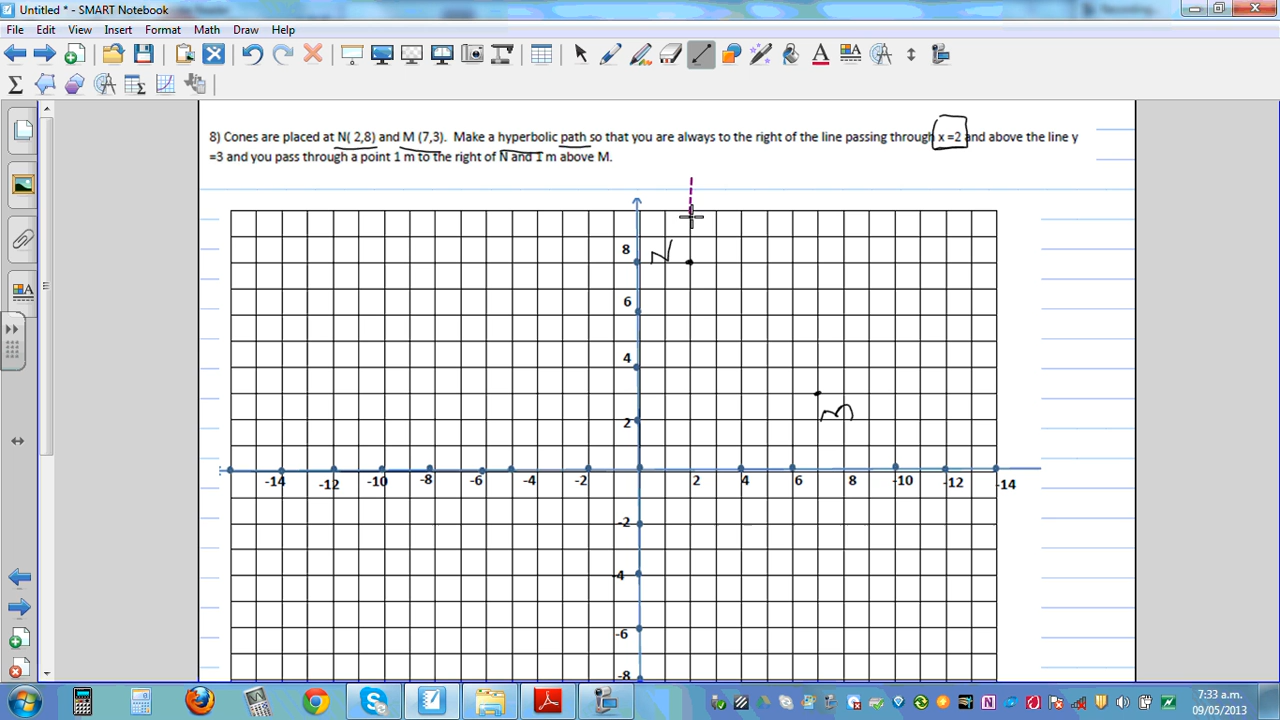 Untitled * - SMART Notebook
File Edit View Insert Format Math Draw Help
8) Cones are placed at N( 2,8) and M (7,3). Make a hyperbolic path so that you are always to the right of the line passing through x =2 and above the line y
=3 and you pass through a point 1 m to the right of N and 1 m above M.
8
N
6
4
M
2
-14 -12 -10 -8 -6 -4 -2 2 4 6 8 -10 -12 -14
-2
-4
-6
-8
7:33 a.m.
09/05/2013